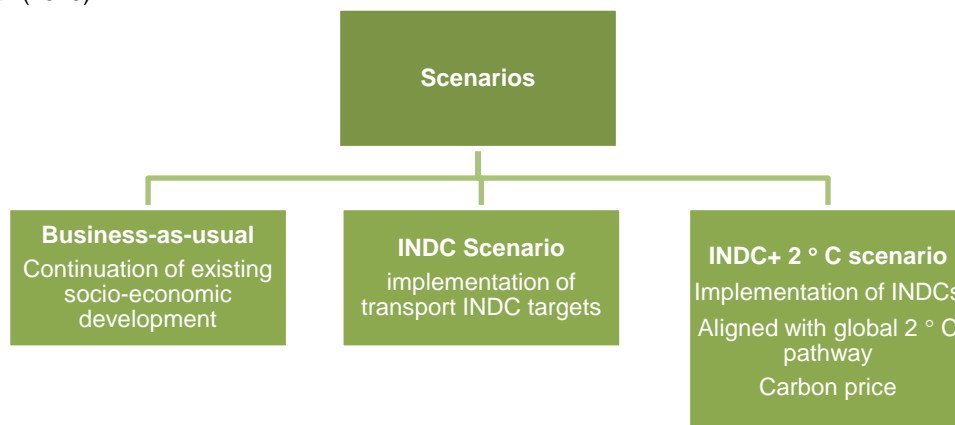 Scenarios
Business-as-usual
Continuation of existing
socio-economic
development
INDC Scenario
implementation of
transport INDC targets
INDC+ 2 ° C scenario
Implementation of INDCs
Aligned with global 2 ° C
pathway
Carbon price